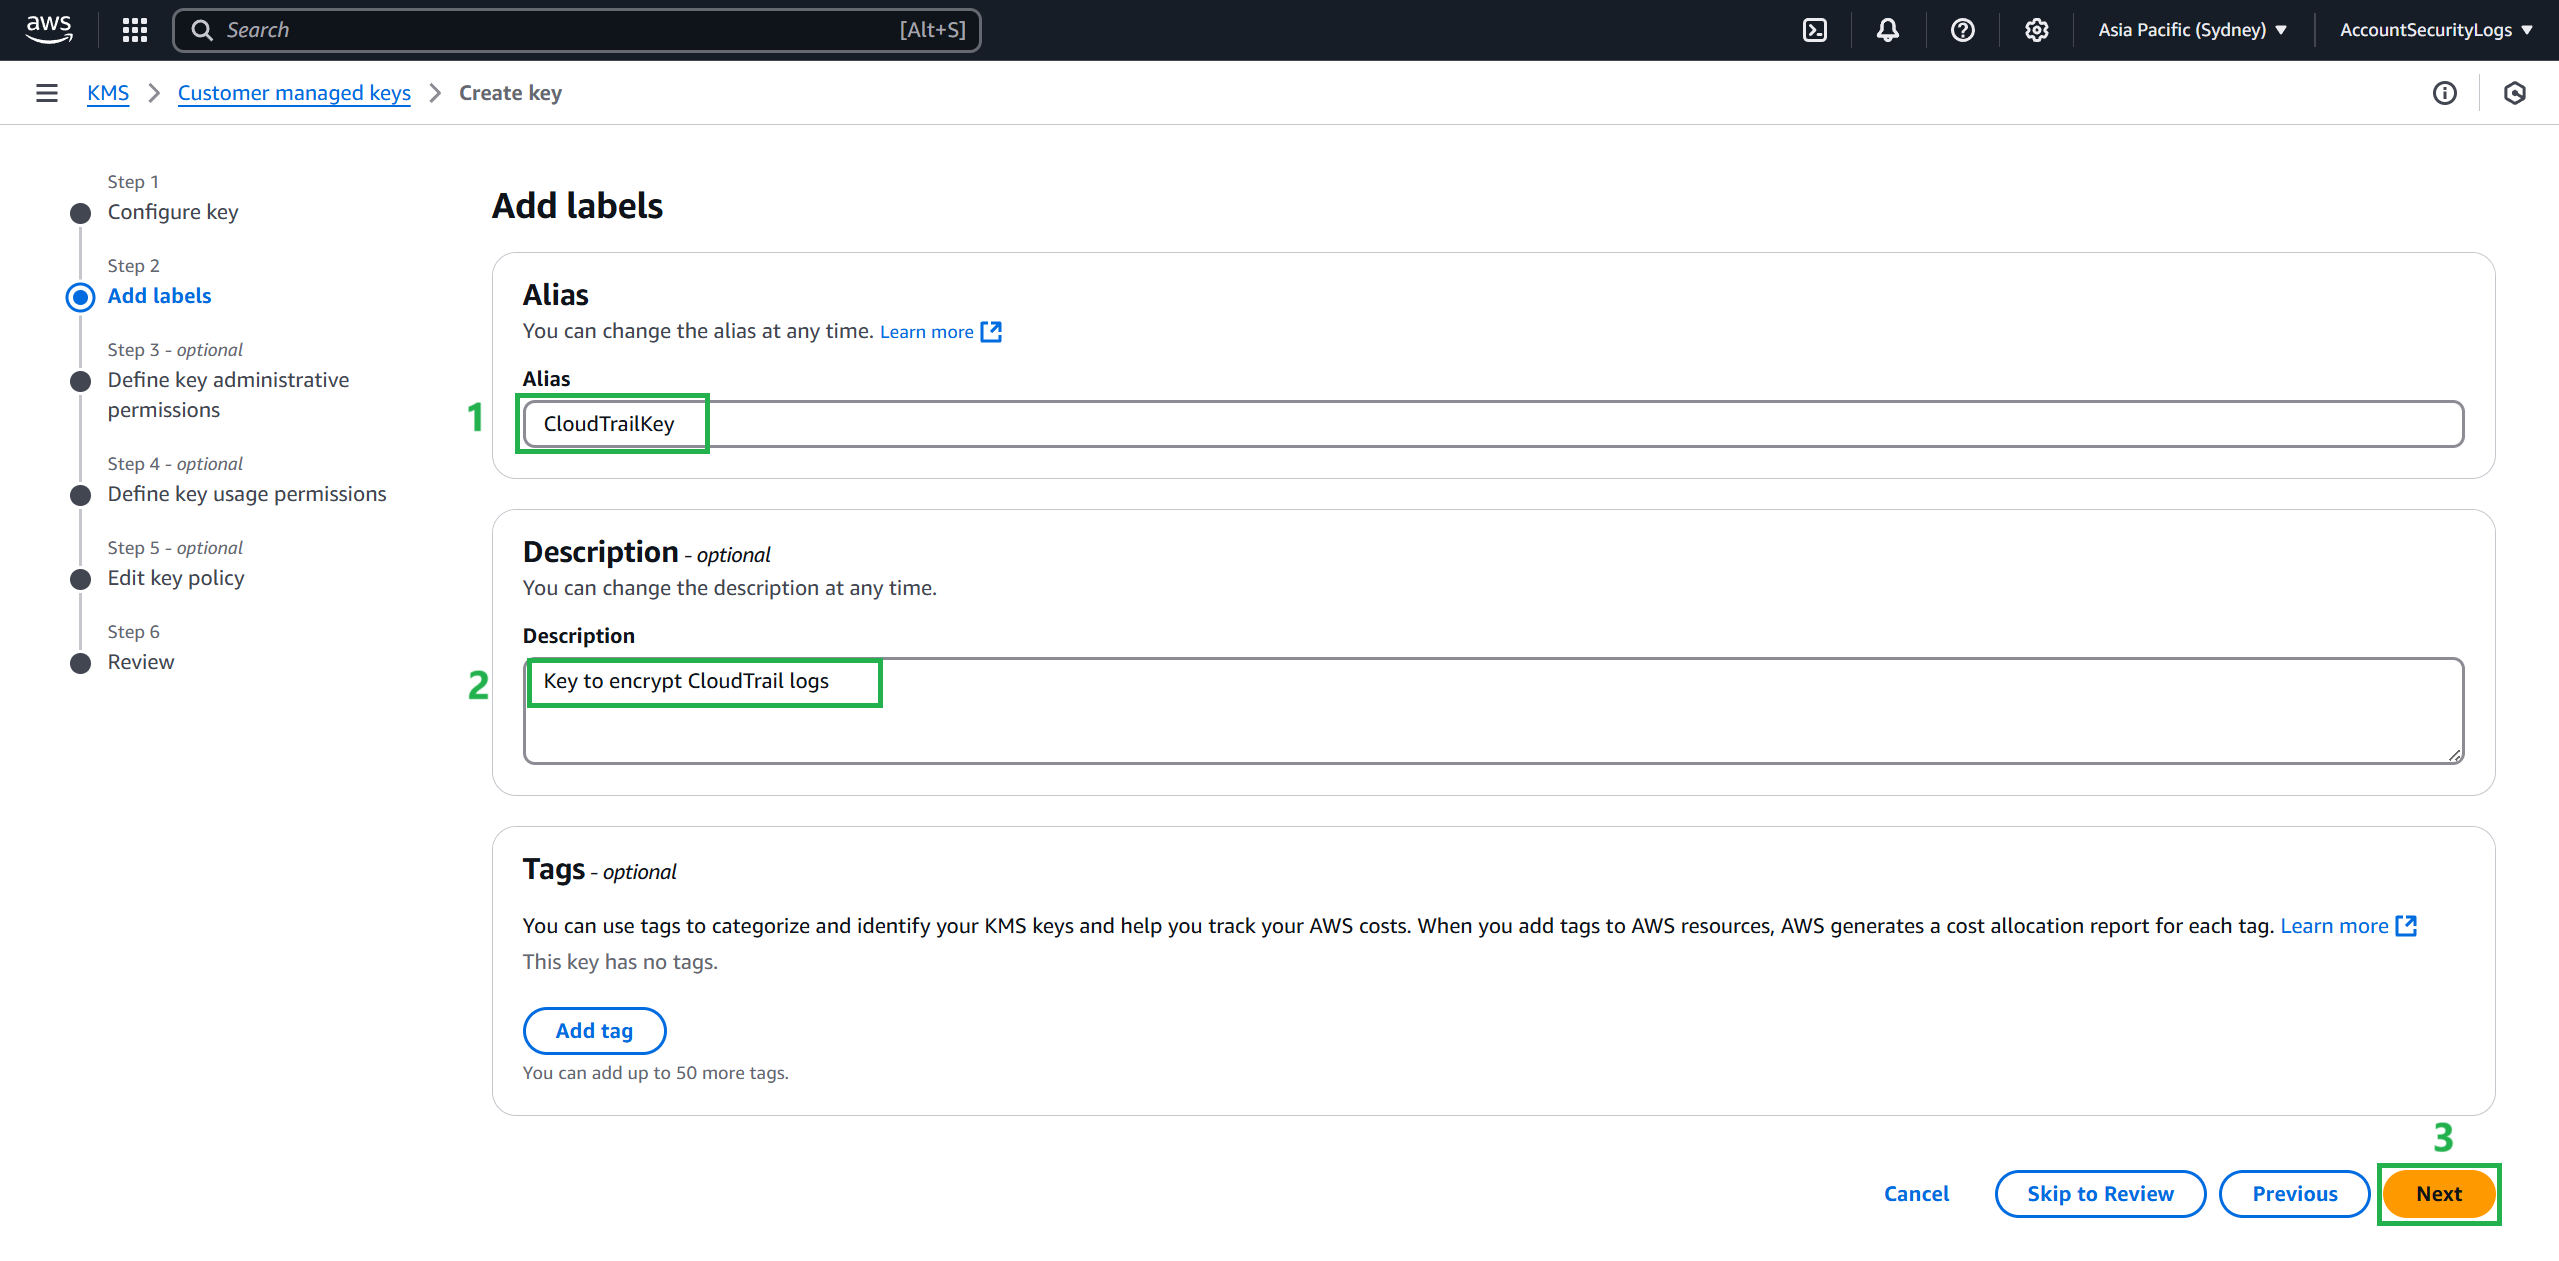 aws
Search [Alt+S]
Asia Pacific (Sydney)
AccountSecurityLogs
KMS
Customer managed keys
Create key
Step 1
Configure key
Step 2
Add labels
Step 3 - optional
Define key administrative
permissions
Step 4 - optional
Define key usage permissions
Step 5 - optional
Edit key policy
Step 6
Review
Add labels
Alias
You can change the alias at any time. Learn more
Alias
1
CloudTrailKey
Description - optional
You can change the description at any time.
Description
2
Key to encrypt CloudTrail logs
Tags - optional
You can use tags to categorize and identify your KMS keys and help you track your AWS costs. When you add tags to AWS resources, AWS generates a cost allocation report for each tag. Learn more
This key has no tags.
Add tag
You can add up to 50 more tags.
3
Cancel
Skip to Review
Previous
Next